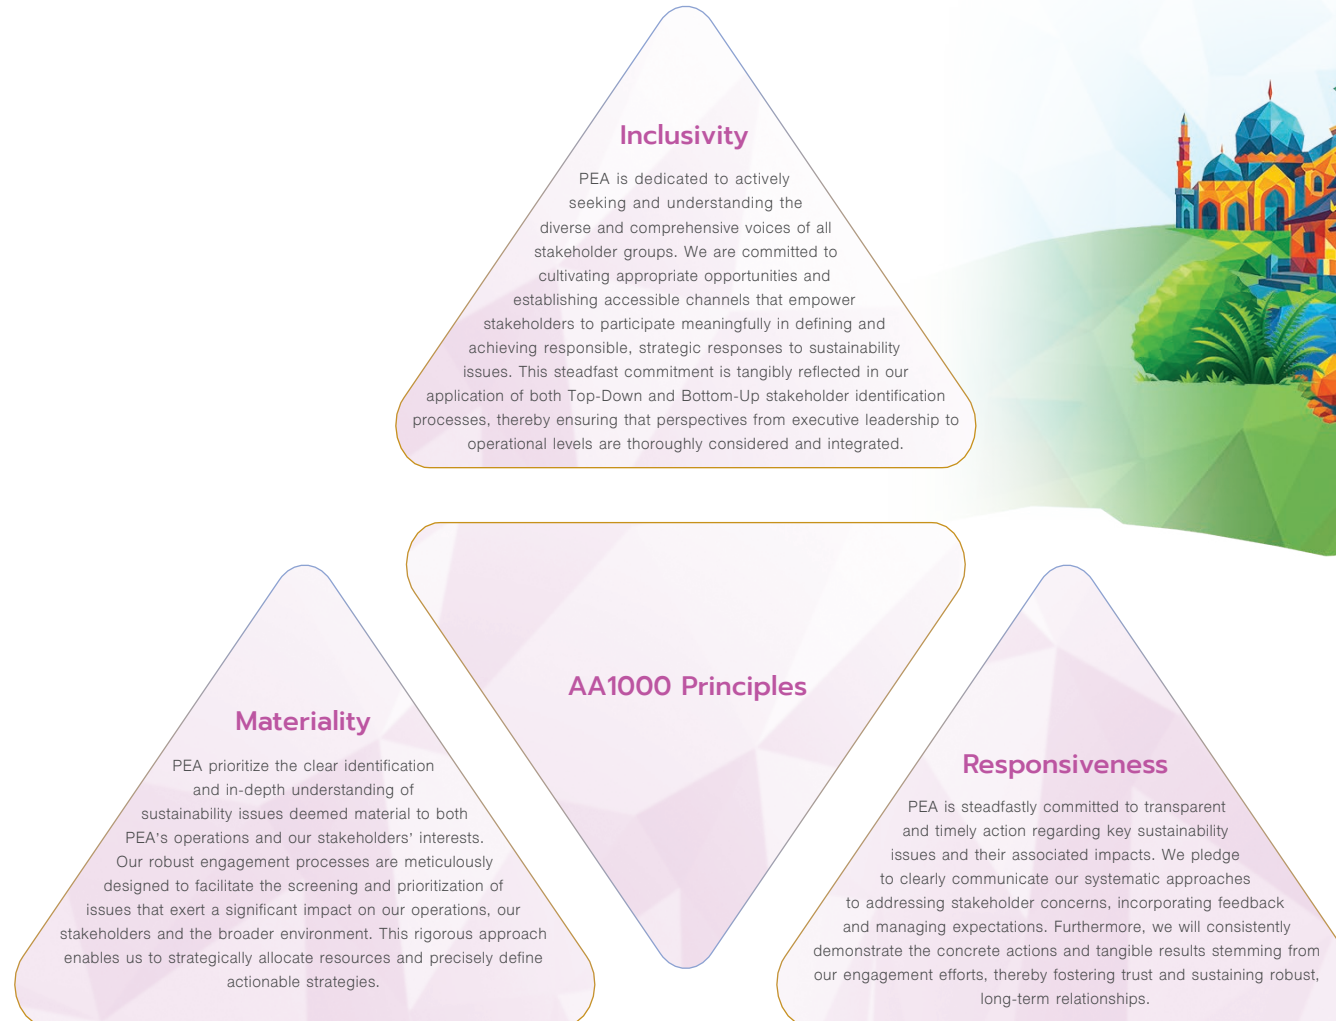 Inclusivity
PEA is dedicated to actively
seeking and understanding the
diverse and comprehensive voices of all
stakeholder groups. We are committed to
cultivating appropriate opportunities and
establishing accessible channels that empower
stakeholders to participate meaningfully in defining and
achieving responsible, strategic responses to sustainability
issues. This steadfast commitment is tangibly reflected in our
application of both Top-Down and Bottom-Up stakeholder identification
processes, thereby ensuring that perspectives from executive leadership to
operational levels are thoroughly considered and integrated.
AA1000 Principles
Materiality
PEA prioritize the clear identification
and in-depth understanding of
sustainability issues deemed material to both
PEA's operations and our stakeholders' interests.
Our robust engagement processes are meticulously
designed to facilitate the screening and prioritization of
issues that exert a significant impact on our operations, our
stakeholders and the broader environment. This rigorous approach
enables us to strategically allocate resources and precisely define
actionable strategies.
Responsiveness
PEA is steadfastly committed to transparent
and timely action regarding key sustainability
issues and their associated impacts. We pledge
to clearly communicate our systematic approaches
to addressing stakeholder concerns, incorporating feedback
and managing expectations. Furthermore, we will consistently
demonstrate the concrete actions and tangible results stemming from
our engagement efforts, thereby fostering trust and sustaining robust,
long-term relationships.